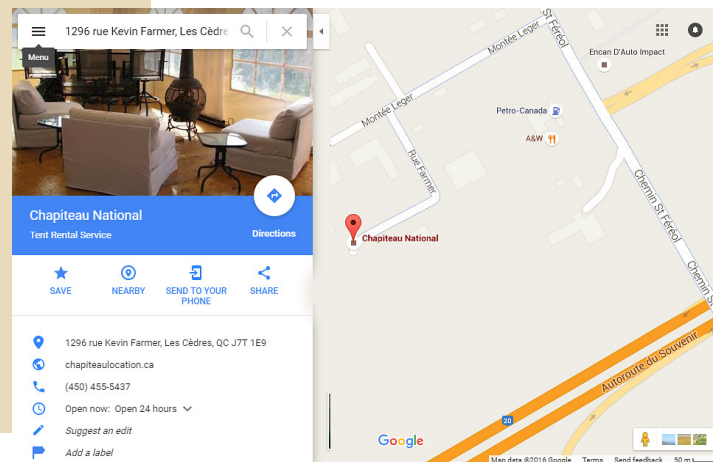 1296 rue Kevin Farmer, Les Cèdre
Menu
Chapiteau National
Tent Rental Service
Directions
SAVE
NEARBY
SEND TO YOUR
PHONE
SHARE
1296 rue Kevin Farmer, Les Cèdres, QC J7T 1E9
chapiteaulocation.ca
(450) 455-5437
Open now: Open 24 hours
Suggest an edit
Add a label
St Féréol
Montée Leger
Encan D'Auto Impact
Petro-Canada
Montée Leger
A&W
Rue Farmer
Chemin St Féréol
Chapiteau National
Chemin S
Autoroute du Souvenir
20
Google
Map data ©2016 Google Terms Send feedback 50 m